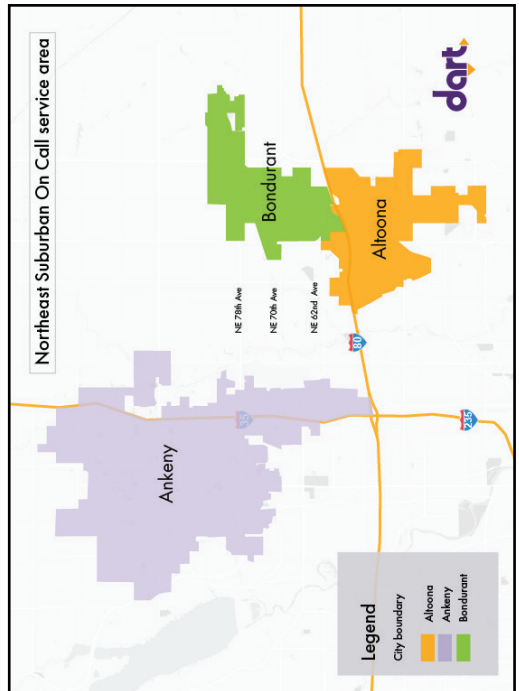 Northeast Suburban On Call service area
dart
Ankeny
Bondurant
Altoona
NE 78th Ave
NE 70th Ave
NE 62nd Ave
35
80
235
Legend
City boundary
Altoona
Ankeny
Bondurant